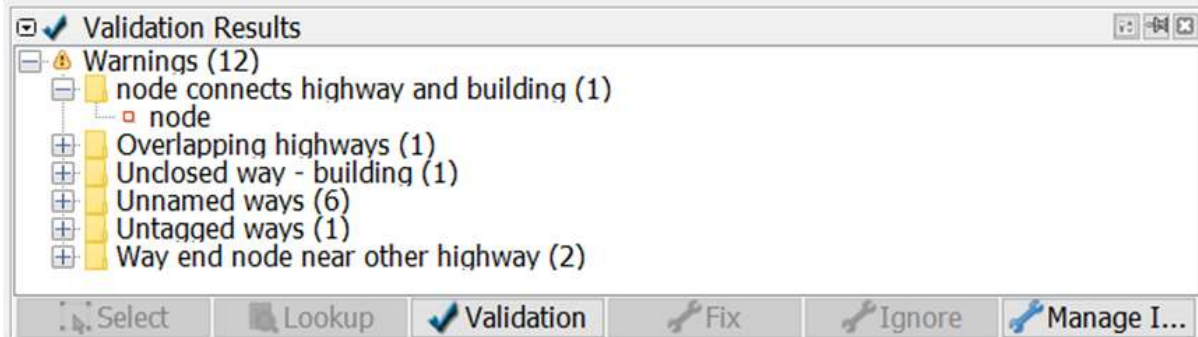 Validation Results
Warnings (12)
node connects highway and building (1)
node
Overlapping highways (1)
Unclosed way - building (1)
Unnamed ways (6)
Untagged ways (1)
Way end node near other highway (2)
Select Lookup Validation Fix Ignore Manage I...